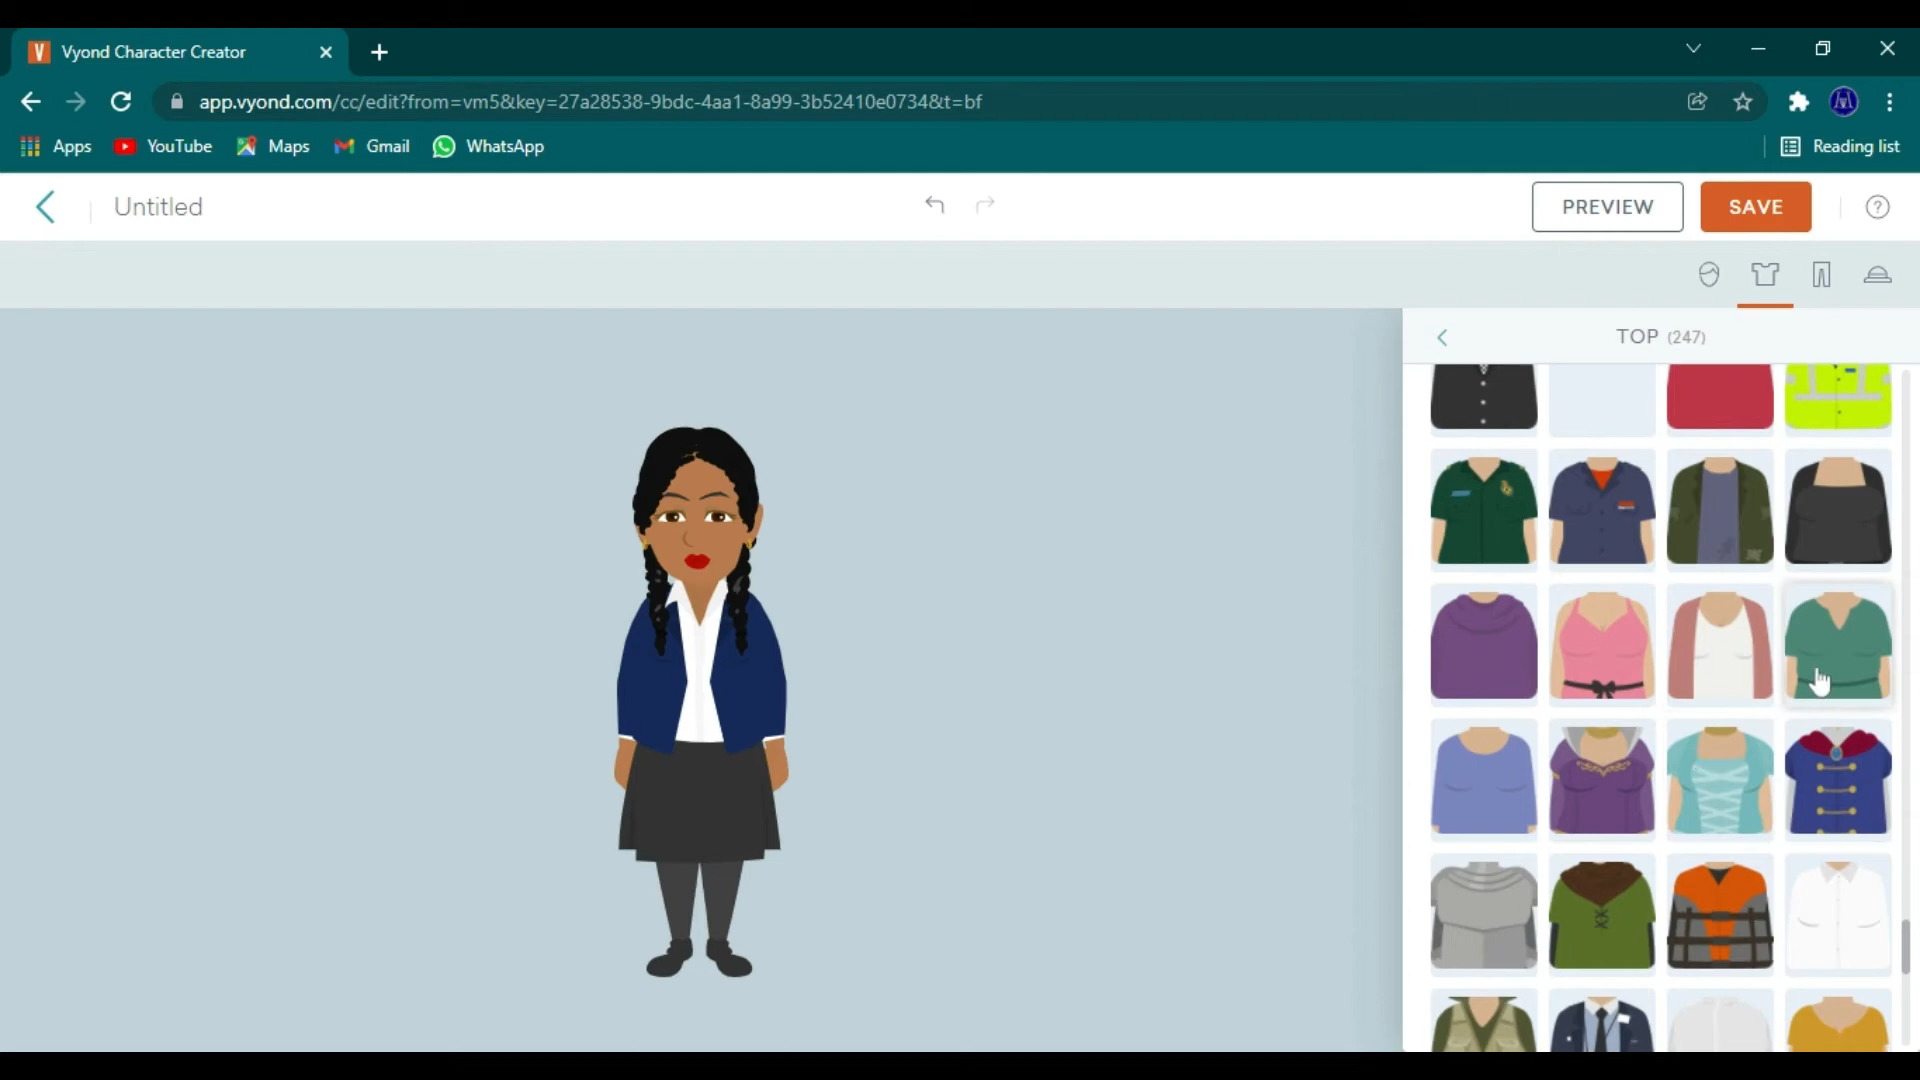 Vyond Character Creator
app.vyond.com/cc/edit?from=vm5&key=27a28538-9bdc-4aa1-8a99-3b52410e0734&t=bf
Apps YouTube Maps Gmail WhatsApp Reading list
Untitled PREVIEW SAVE
TOP (247)